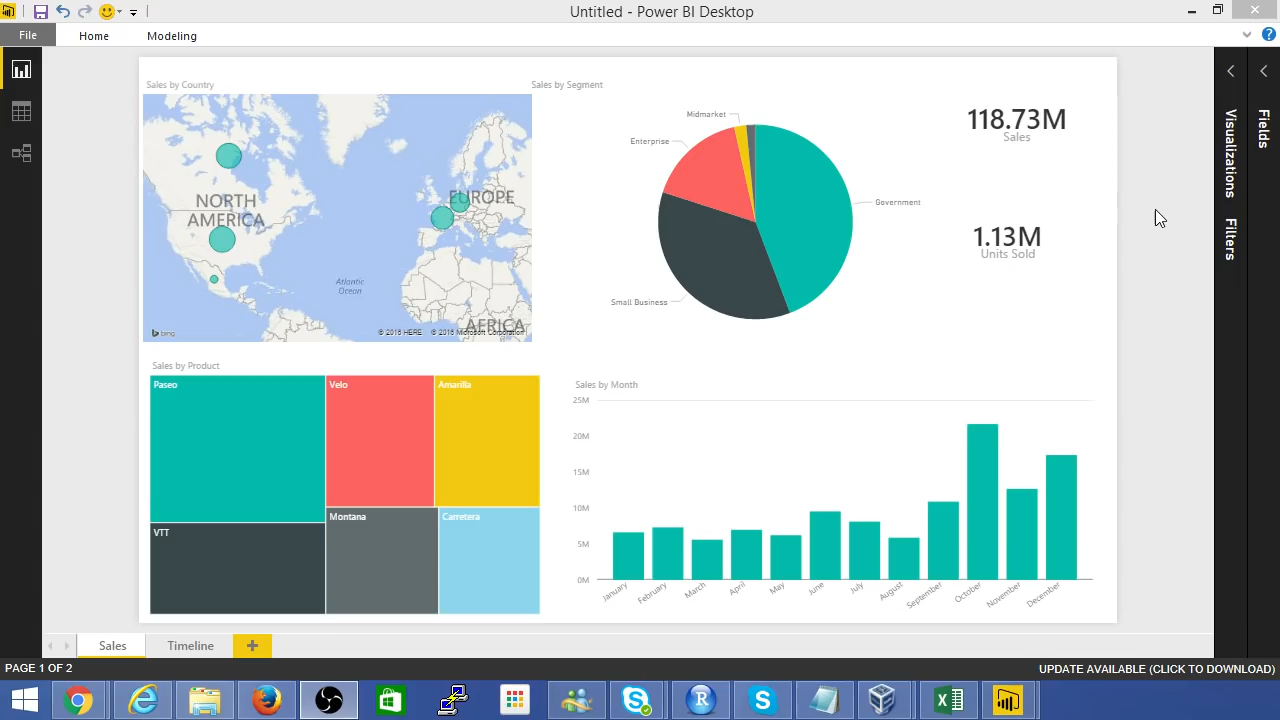 Untitled - Power BI Desktop
File
Home
Modeling
Sales by Country
NORTH
AMERICA
EUROPE
Atlantic
Ocean
AFRICA
bing
© 2016 HERE © 2016 Microsoft Corporation
Sales by Segment
Midmarket
Enterprise
Government
Small Business
118.73M
Sales
1.13M
Units Sold
Visualizations
Filters
Fields
Sales by Product
Paseo
Velo
Amarilla
VTT
Montana
Carretera
Sales by Month
25M
20M
15M
10M
5M
0M
January
February
March
April
May
June
July
August
September
October
November
December
Sales
Timeline
PAGE 1 OF 2
UPDATE AVAILABLE (CLICK TO DOWNLOAD)